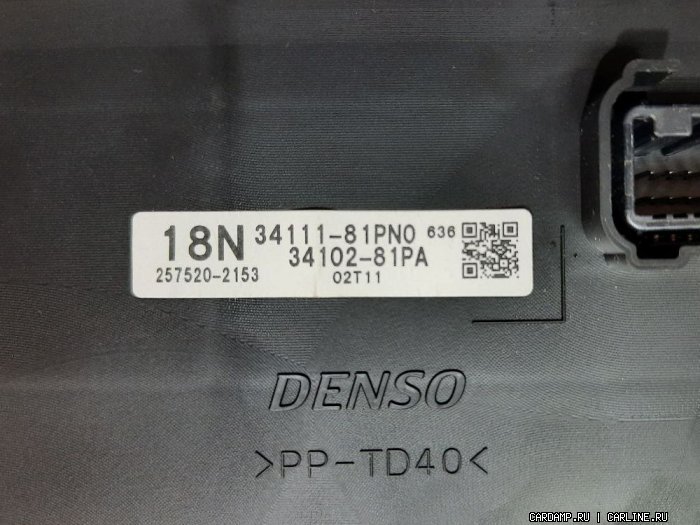 18N 34111-81PN0 636
34102-81PA
257520-2153 02T11
DENSO
>PP-TD40<
CARDAMP.RU | CARLINE.RU